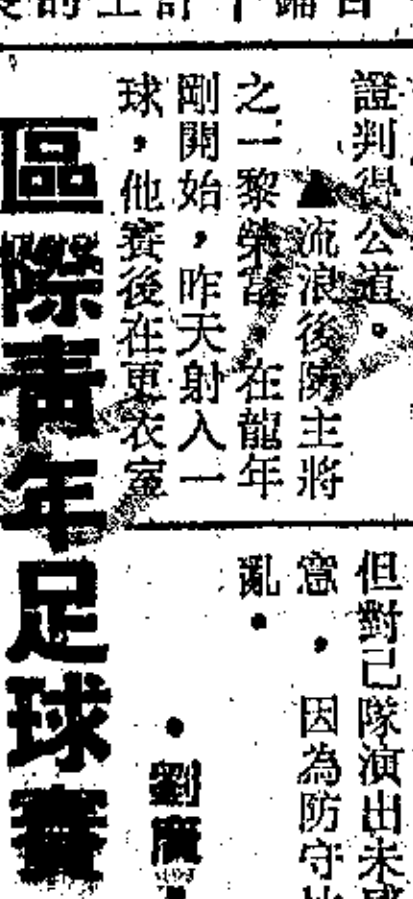 證判得公道。
▲流浪後防主將
之一黎榮富，在龍年
剛開始，昨天射入一
球，他賽後在更衣室
但對己隊演出未
意，因為防守
亂。
•劉廣
區際青年足球賽